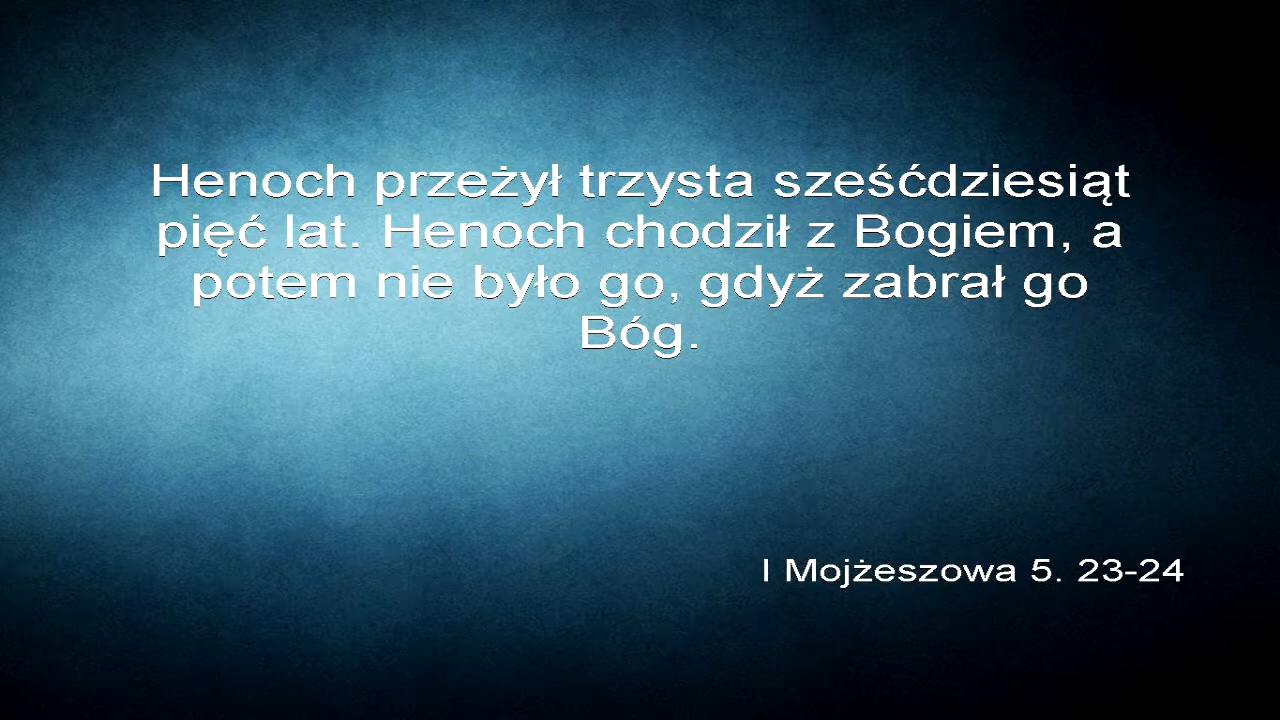 Henoch przeżył trzysta sześćdziesiąt
pięć lat. Henoch chodził z Bogiem, a
potem nie było go, gdyż zabrał go
Bóg.
I Mojżeszowa 5. 23-24